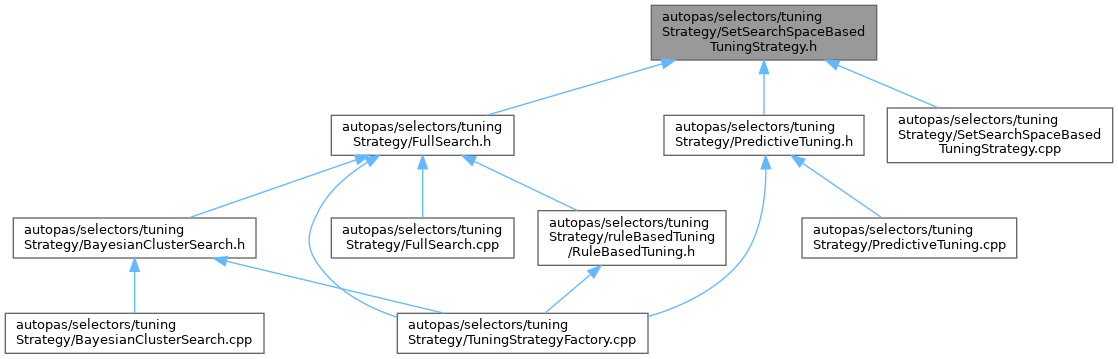 autopas/selectors/tuning
Strategy/SetSearchSpaceBased
TuningStrategy.h
autopas/selectors/tuning
Strategy/FullSearch.h
autopas/selectors/tuning
Strategy/PredictiveTuning.h
autopas/selectors/tuning
Strategy/SetSearchSpaceBased
TuningStrategy.cpp
autopas/selectors/tuning
Strategy/BayesianClusterSearch.h
autopas/selectors/tuning
Strategy/FullSearch.cpp
autopas/selectors/tuning
Strategy/ruleBasedTuning
/RuleBasedTuning.h
autopas/selectors/tuning
Strategy/PredictiveTuning.cpp
autopas/selectors/tuning
Strategy/BayesianClusterSearch.cpp
autopas/selectors/tuning
Strategy/TuningStrategyFactory.cpp